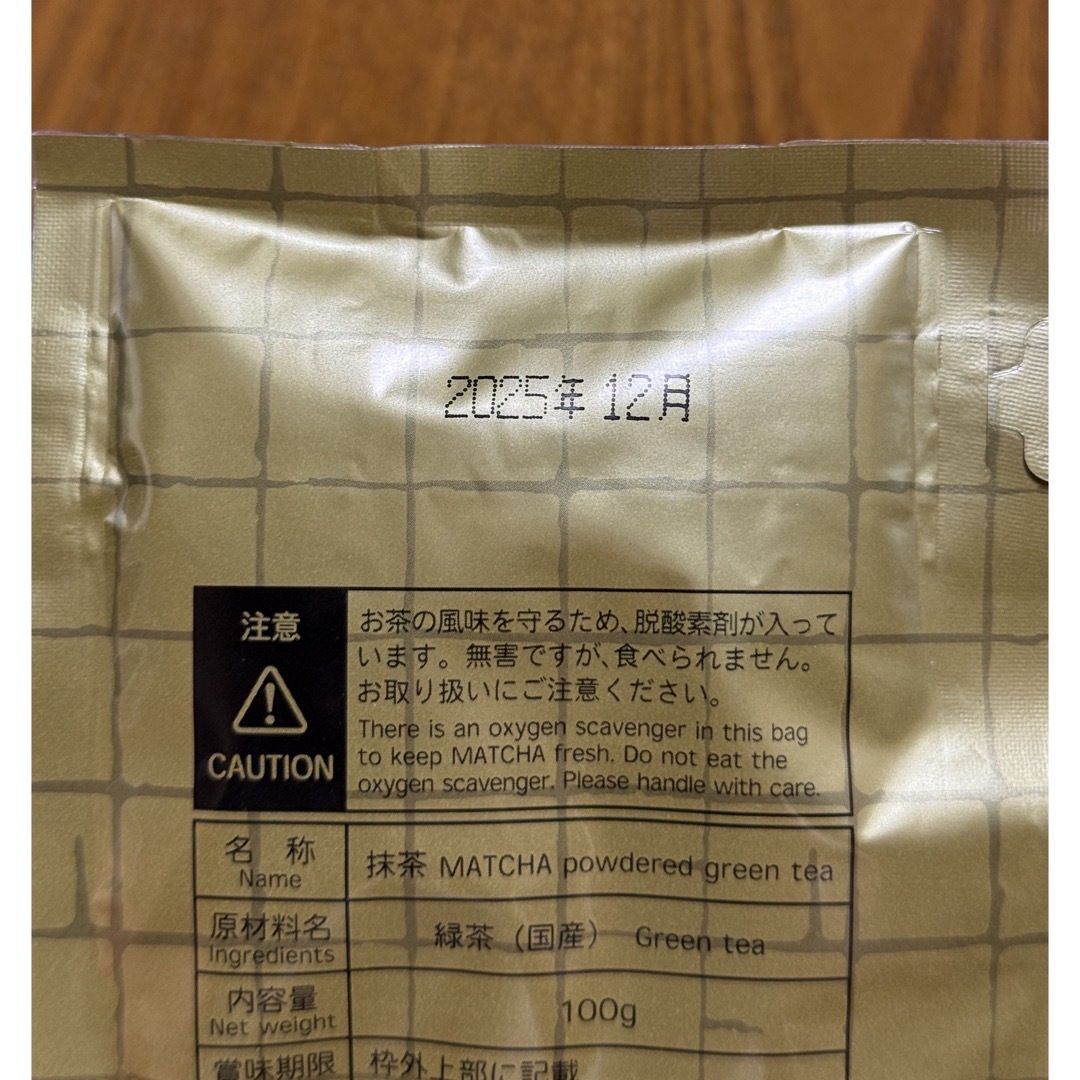 2025年12月
注意
CAUTION
お茶の風味を守るため、脱酸素剤が入って
います。無害ですが、食べられません。
お取り扱いにご注意ください。
There is an oxygen scavenger in this bag
to keep MATCHA fresh. Do not eat the
oxygen scavenger. Please handle with care.
名 称
Name
抹茶 MATCHA powdered green tea
原材料名
Ingredients
緑茶（国産） Green tea
内容量
Net weight
100g
賞味期限
枠外上部に記載